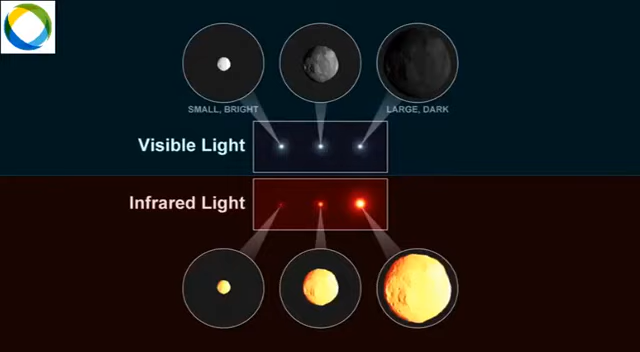 SMALL, BRIGHT
LARGE, DARK
Visible Light
Infrared Light